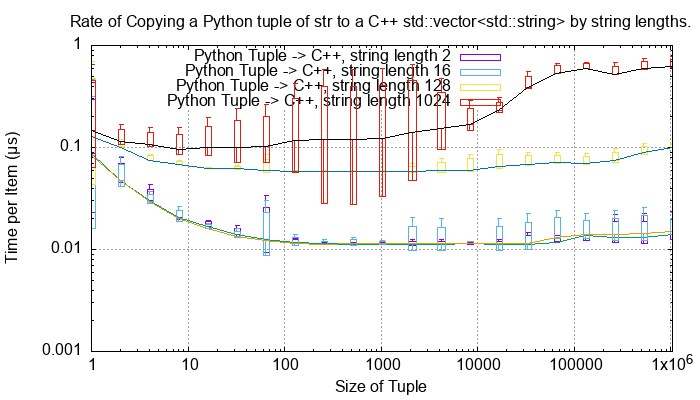 Rate of Copying a Python tuple of str to a C++ std::vector<std::string> by string lengths.
Time per Item (µs)
1
0.1
0.01
0.001
Python Tuple -> C++, string length 2
Python Tuple -> C++, string length 16
Python Tuple -> C++, string length 128
Python Tuple -> C++, string length 1024
1 10 100 1000 10000 100000 1x10⁶
Size of Tuple